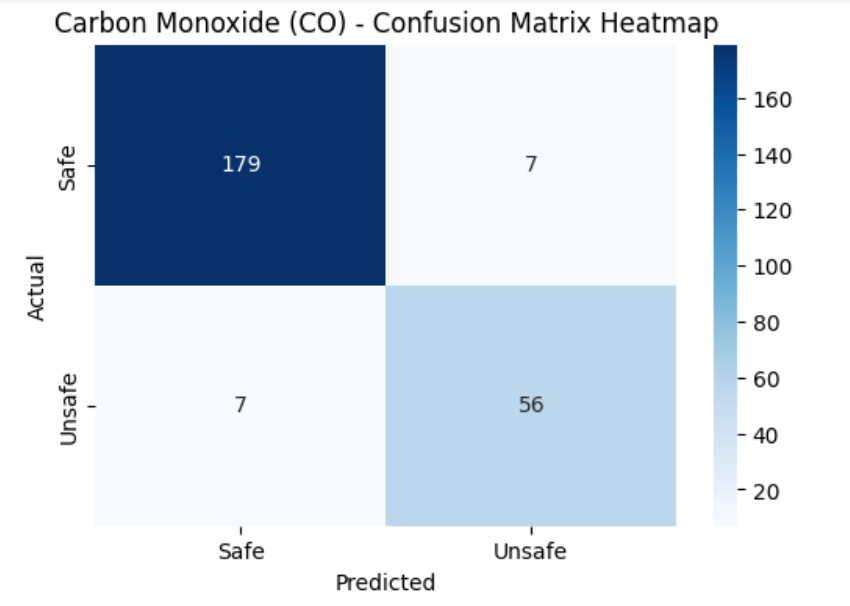 Carbon Monoxide (CO) - Confusion Matrix Heatmap
Safe
179
7
160
140
120
100
80
60
40
20
Actual
Unsafe
7
56
Safe
Unsafe
Predicted